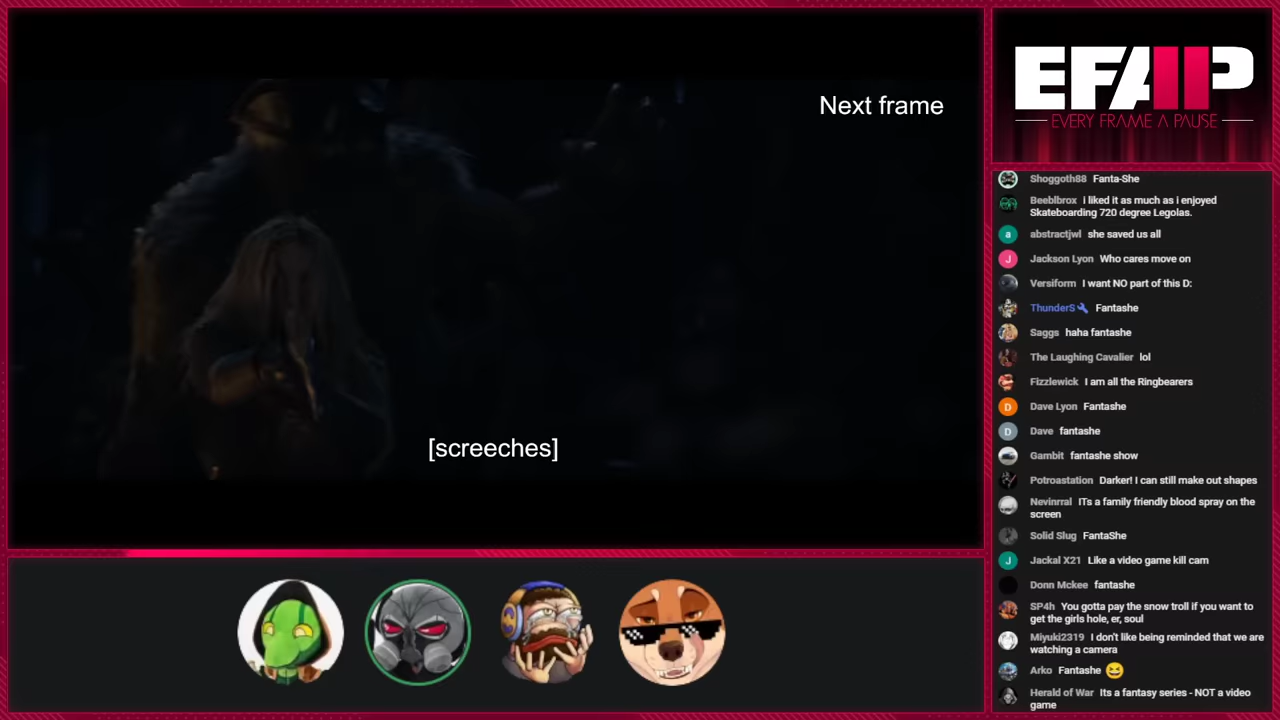 Next frame
[screeches]
EFAP
EVERY FRAME A PAUSE
Shoggoth88 Fanta-She
Beeblbrox i liked it as much as i enjoyed
Skateboarding 720 degree Legolas.
a
abstractjwl she saved us all
J
Jackson Lyon Who cares move on
Versiform I want NO part of this D:
ThunderS Fantashe
Saggs haha fantashe
The Laughing Cavalier lol
Fizzlewick I am all the Ringbearers
D
Dave Lyon Fantashe
D
Dave fantashe
Gambit fantashe show
Potroastation Darker! I can still make out shapes
Nevinrral ITs a family friendly blood spray on the
screen
Solid Slug FantaShe
J
Jackal X21 Like a video game kill cam
Donn Mckee fantashe
SP4h You gotta pay the snow troll if you want to
get the girls hole, er, soul
Miyuki2319 I don't like being reminded that we are
watching a camera
Arko Fantashe 😆
Herald of War Its a fantasy series - NOT a video
game